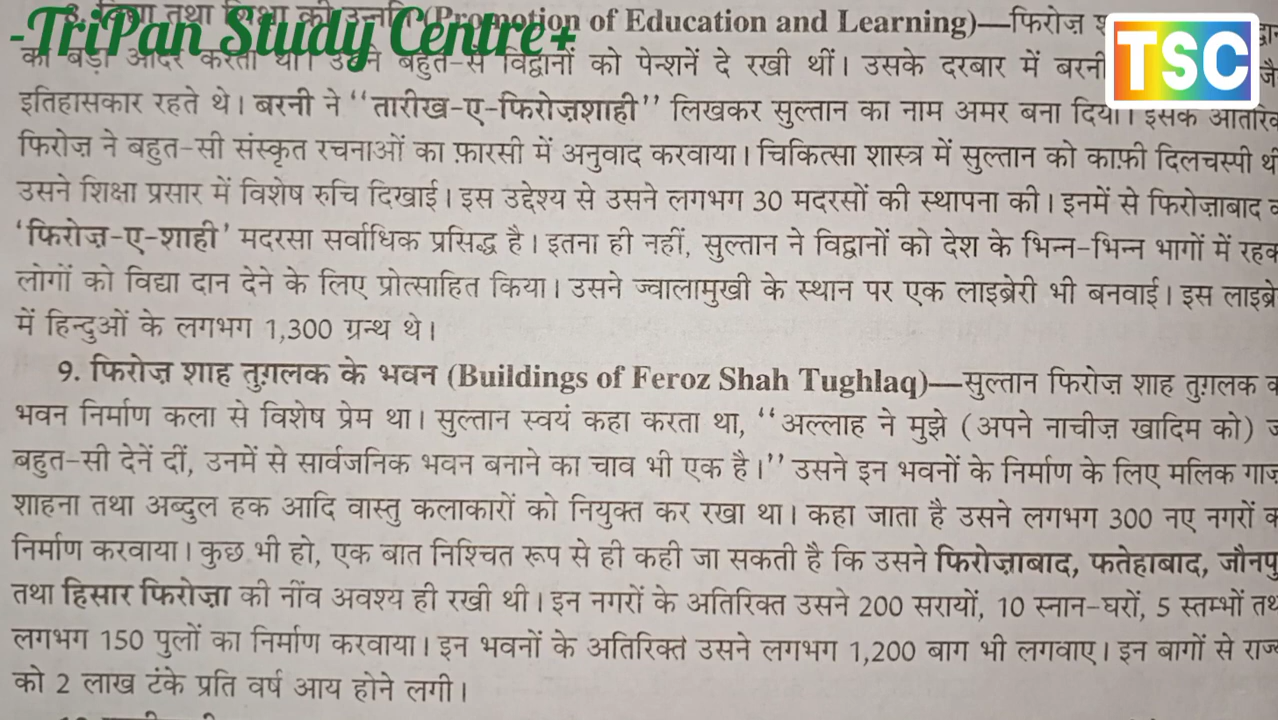 -TriPan Study Centre+
TSC
(Promotion of Education and Learning)—फिरोज़
का बड़ा आदर करता था। उसने बहुत-से विद्वानों को पेन्शनें दे रखी थीं। उसके दरबार में बरनी
इतिहासकार रहते थे। बरनी ने ‘‘तारीख-ए-फिरोज़शाही’’ लिखकर सुल्तान का नाम अमर बना दिया।
फिरोज़ ने बहुत-सी संस्कृत रचनाओं का फ़ारसी में अनुवाद करवाया। चिकित्सा शास्त्र में सुल्तान को काफ़ी दिलचस्पी
उसने शिक्षा प्रसार में विशेष रुचि दिखाई। इस उद्देश्य से उसने लगभग 30 मदरसों की स्थापना की। इनमें से फिरोज़ाबाद
‘फिरोज़-ए-शाही’ मदरसा सर्वाधिक प्रसिद्ध है। इतना ही नहीं, सुल्तान ने विद्वानों को देश के भिन्न-भिन्न भागों में
लोगों को विद्या दान देने के लिए प्रोत्साहित किया। उसने ज्वालामुखी के स्थान पर एक लाइब्रेरी भी बनवाई। इस
में हिन्दुओं के लगभग 1,300 ग्रन्थ थे।
9. फिरोज़ शाह तुग़लक के भवन (Buildings of Feroz Shah Tughlaq)—सुल्तान फिरोज़ शाह तुग़लक
भवन निर्माण कला से विशेष प्रेम था। सुल्तान स्वयं कहा करता था, ‘‘अल्लाह ने मुझे (अपने नाचीज़ खादिम को)
बहुत-सी देनें दीं, उनमें से सार्वजनिक भवन बनाने का चाव भी एक है।’’ उसने इन भवनों के निर्माण के लिए मलिक
शाहना तथा अब्दुल हक आदि वास्तु कलाकारों को नियुक्त कर रखा था। कहा जाता है उसने लगभग 300 नए नगरों
निर्माण करवाया। कुछ भी हो, एक बात निश्चित रूप से ही कही जा सकती है कि उसने फिरोज़ाबाद, फतेहाबाद,
तथा हिसार फिरोज़ा की नींव अवश्य ही रखी थी। इन नगरों के अतिरिक्त उसने 200 सरायों, 10 स्नान-घरों, 5 स्तम्भों
लगभग 150 पुलों का निर्माण करवाया। इन भवनों के अतिरिक्त उसने लगभग 1,200 बाग भी लगवाए। इन बागों से
को 2 लाख टंके प्रति वर्ष आय होने लगी।